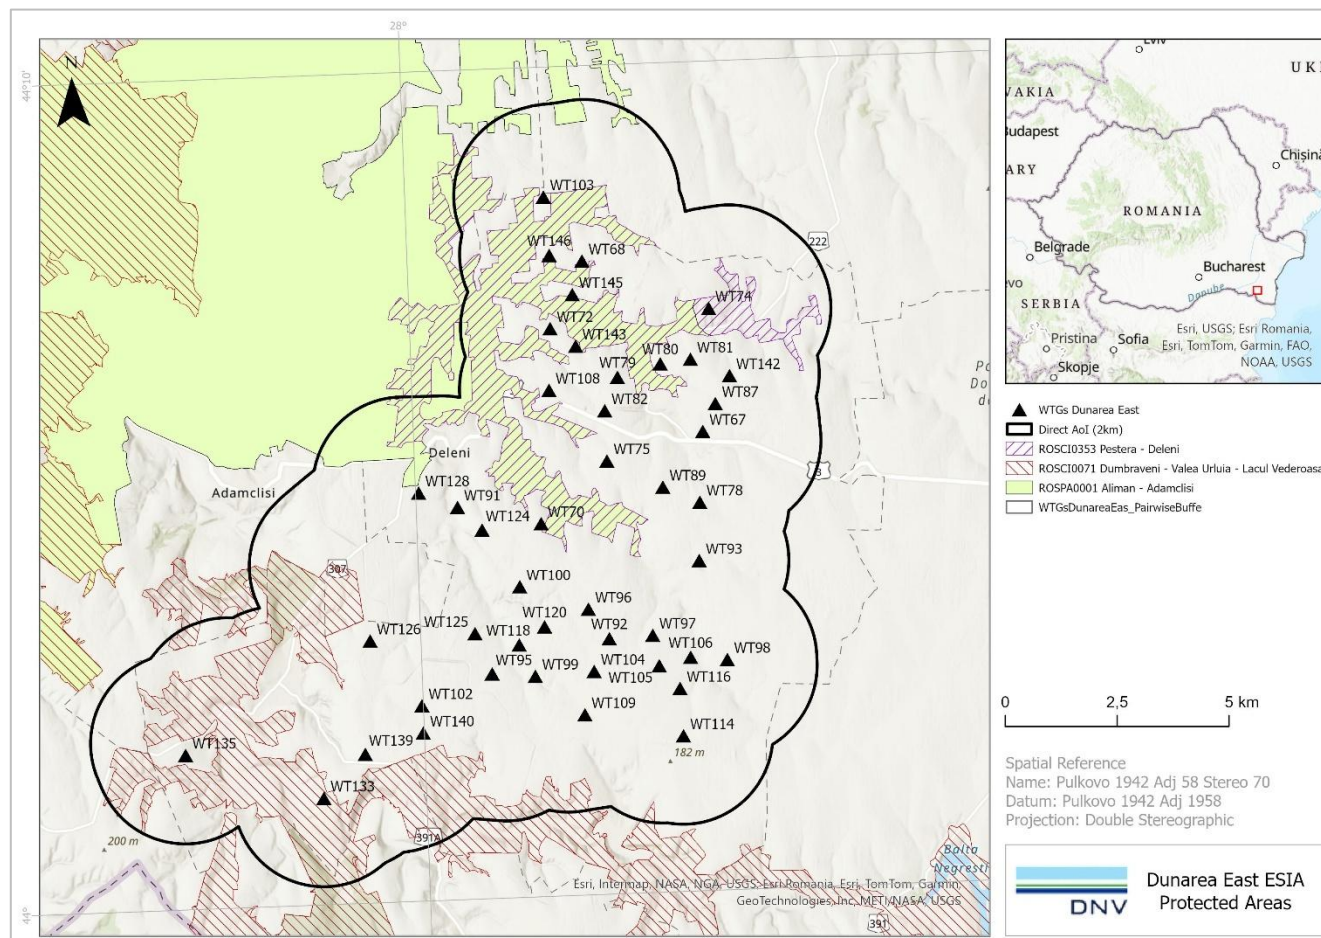 28°
44°10'
N
WT103
WT146
WT68
WT145
WT74
WT72
WT143
WT80
WT81
WT79
WT142
WT108
WT87
WT82
WT67
222
3
Deleni
WT75
Adamclisi
WT128
WT91
WT89
WT78
WT124
WT70
WT93
307
WT100
WT96
WT126
WT125
WT118
WT120
WT92
WT97
WT106
WT98
WT95
WT99
WT104
WT105
WT116
WT102
WT140
WT109
WT114
182 m
WT135
WT139
WT133
200 m
391A
Balta
Negresti
391
44°
Esri, Intermap, NASA, NGA, USGS; Esri Romania, Esri, TomTom, Garmin,
GeoTechnologies, Inc, METI/NASA, USGS
Lviv
UK
VAKIA
Budapest
Chișină
ARY
ROMANIA
Belgrade
Bucharest
Danube
SERBIA
Pristina
Sofia
Skopje
Esri, USGS; Esri Romania,
Esri, TomTom, Garmin, FAO,
NOAA, USGS
WTGs Dunarea East
Direct AoI (2km)
ROSCI0353 Pestera - Deleni
ROSCI0071 Dumbraveni - Valea Urluia - Lacul Vederoasa
ROSPA0001 Aliman - Adamclisi
WTGsDunareaEas_PairwiseBuffe
0 2,5 5 km
Spatial Reference
Name: Pulkovo 1942 Adj 58 Stereo 70
Datum: Pulkovo 1942 Adj 1958
Projection: Double Stereographic
DNV
Dunarea East ESIA
Protected Areas